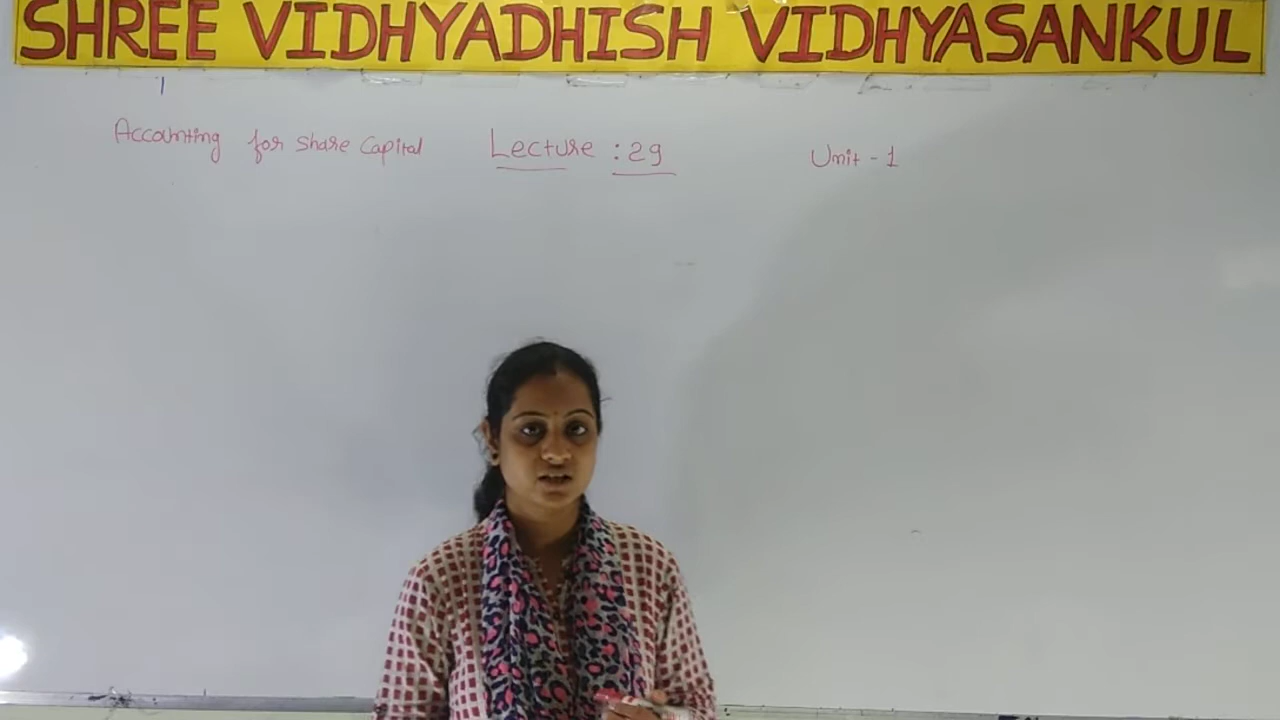 SHREE VIDHYADHISH VIDHYASANKUL
Accounting for Share Capital Lecture : 29 Unit - 1